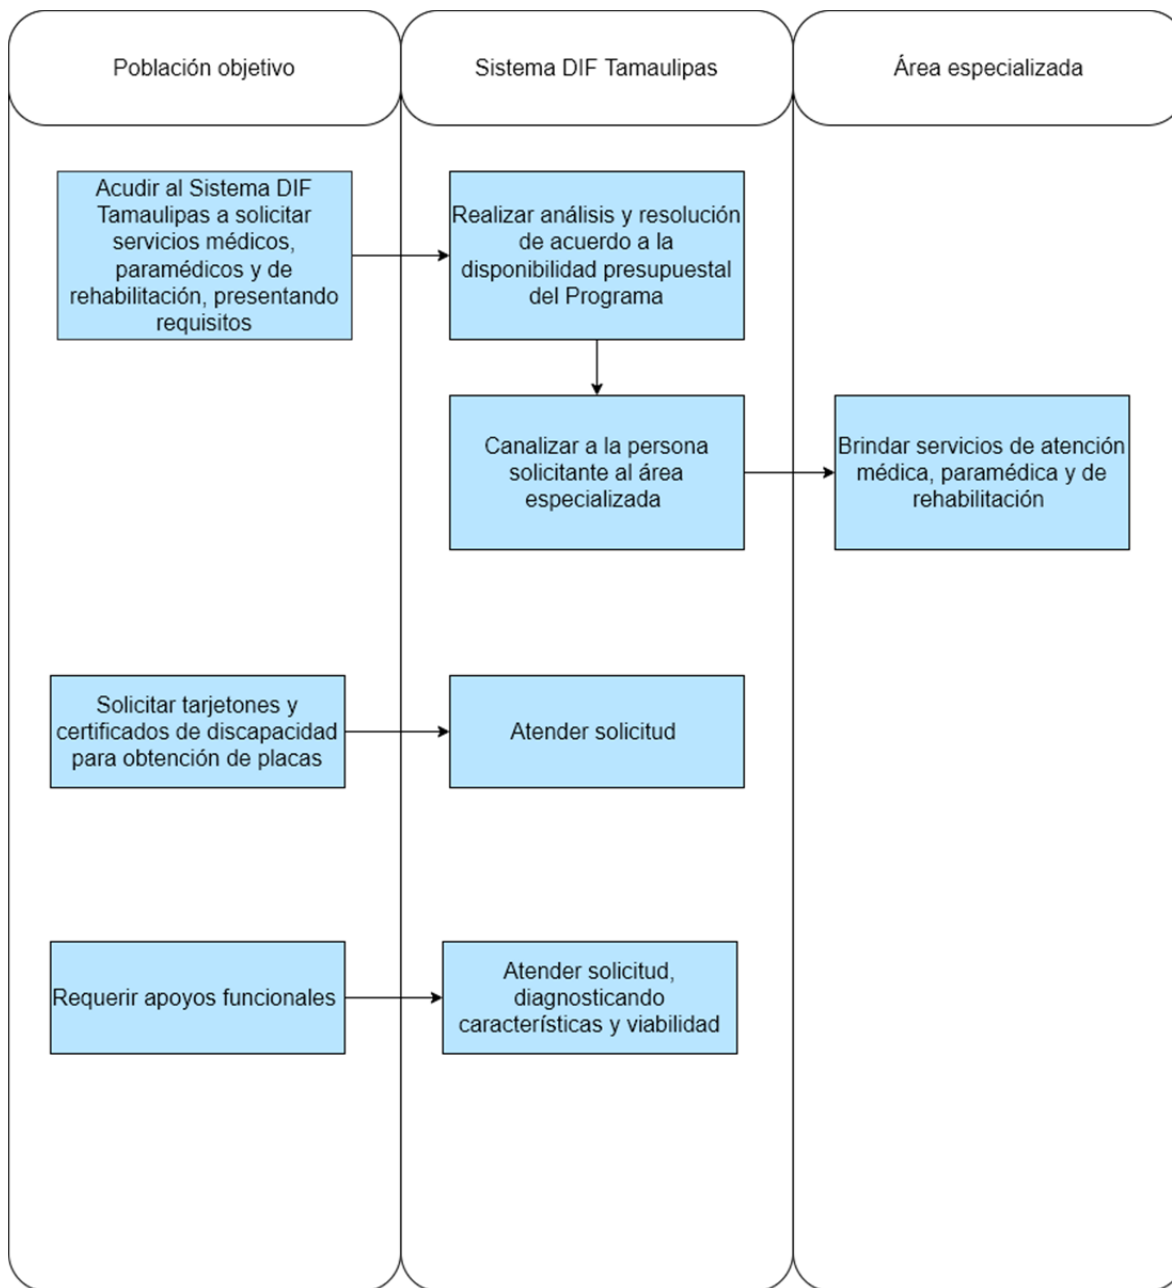 Población objetivo
Sistema DIF Tamaulipas
Área especializada
Acudir al Sistema DIF
Tamaulipas a solicitar
servicios médicos,
paramédicos y de
rehabilitación, presentando
requisitos
Realizar análisis y resolución
de acuerdo a la
disponibilidad presupuestal
del Programa
Canalizar a la persona
solicitante al área
especializada
Brindar servicios de atención
médica, paramédica y de
rehabilitación
Solicitar tarjetones y
certificados de discapacidad
para obtención de placas
Atender solicitud
Requerir apoyos funcionales
Atender solicitud,
diagnosticando
características y viabilidad